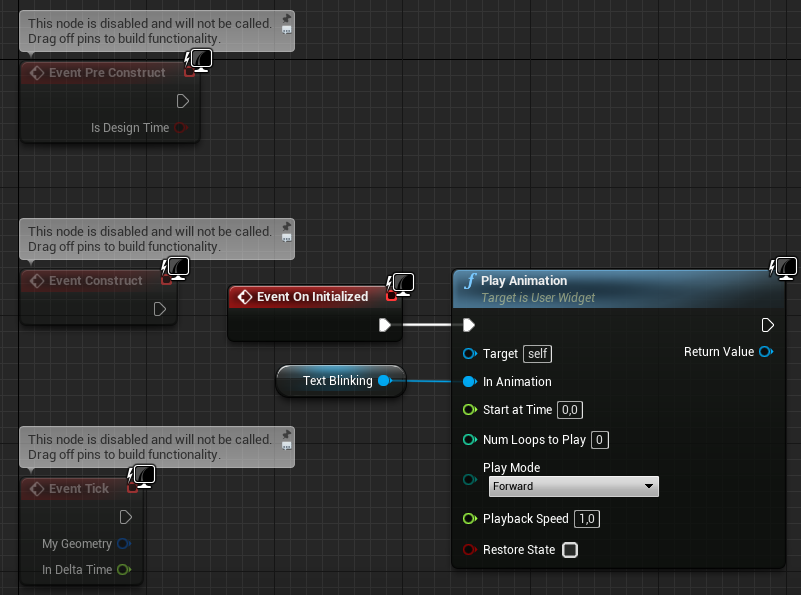 This node is disabled and will not be called.
Drag off pins to build functionality.
Event Pre Construct
Is Design Time
This node is disabled and will not be called.
Drag off pins to build functionality.
Event Construct
Event On Initialized
Text Blinking
f Play Animation
Target is User Widget
Target self
Return Value
In Animation
Start at Time 0,0
Num Loops to Play 0
Play Mode
Forward
Playback Speed 1,0
Restore State
This node is disabled and will not be called.
Drag off pins to build functionality.
Event Tick
My Geometry
In Delta Time